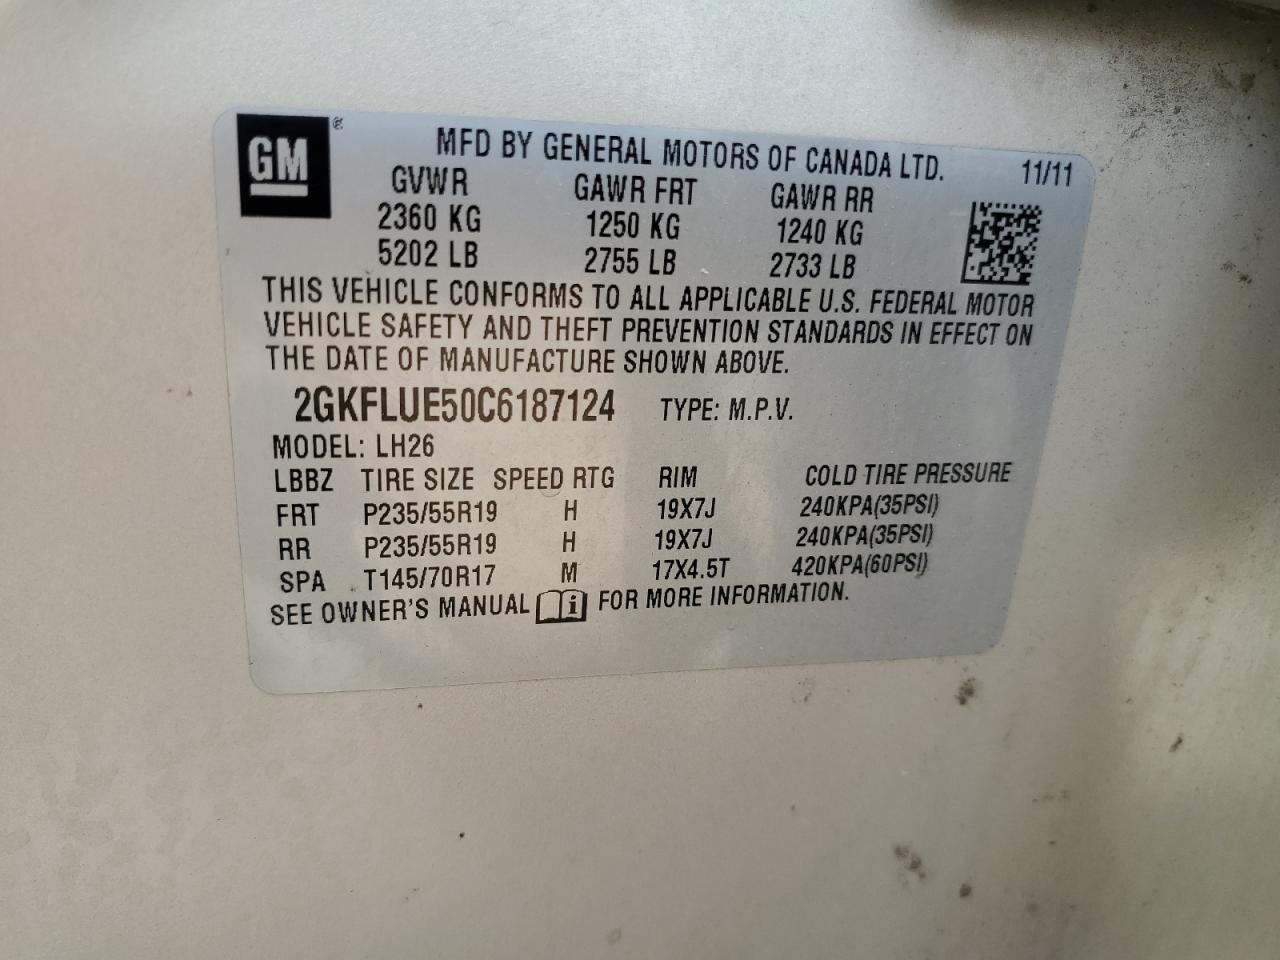 GM ® MFD BY GENERAL MOTORS OF CANADA LTD. 11/11
GVWR GAWR FRT GAWR RR
2360 KG 1250 KG 1240 KG
5202 LB 2755 LB 2733 LB
THIS VEHICLE CONFORMS TO ALL APPLICABLE U.S. FEDERAL MOTOR
VEHICLE SAFETY AND THEFT PREVENTION STANDARDS IN EFFECT ON
THE DATE OF MANUFACTURE SHOWN ABOVE.
2GKFLUE50C6187124 TYPE: M.P.V.
MODEL: LH26
LBBZ TIRE SIZE SPEED RTG RIM COLD TIRE PRESSURE
FRT P235/55R19 H 19X7J 240KPA(35PSI)
RR P235/55R19 H 19X7J 240KPA(35PSI)
SPA T145/70R17 M 17X4.5T 420KPA(60PSI)
SEE OWNER'S MANUAL i FOR MORE INFORMATION.